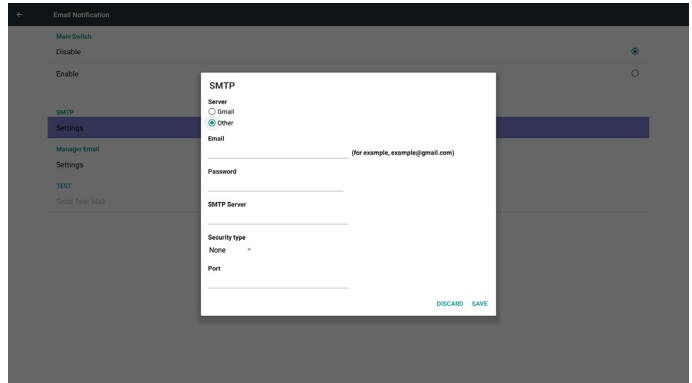 Email Notification
Main Switch
Disable
Enable
SMTP
Settings
Manager Email
Settings
TEST
Send Test Mail
SMTP
Server
Gmail
Other
Email
(for example, example@gmail.com)
Password
SMTP Server
Security type
None
Port
DISCARD SAVE